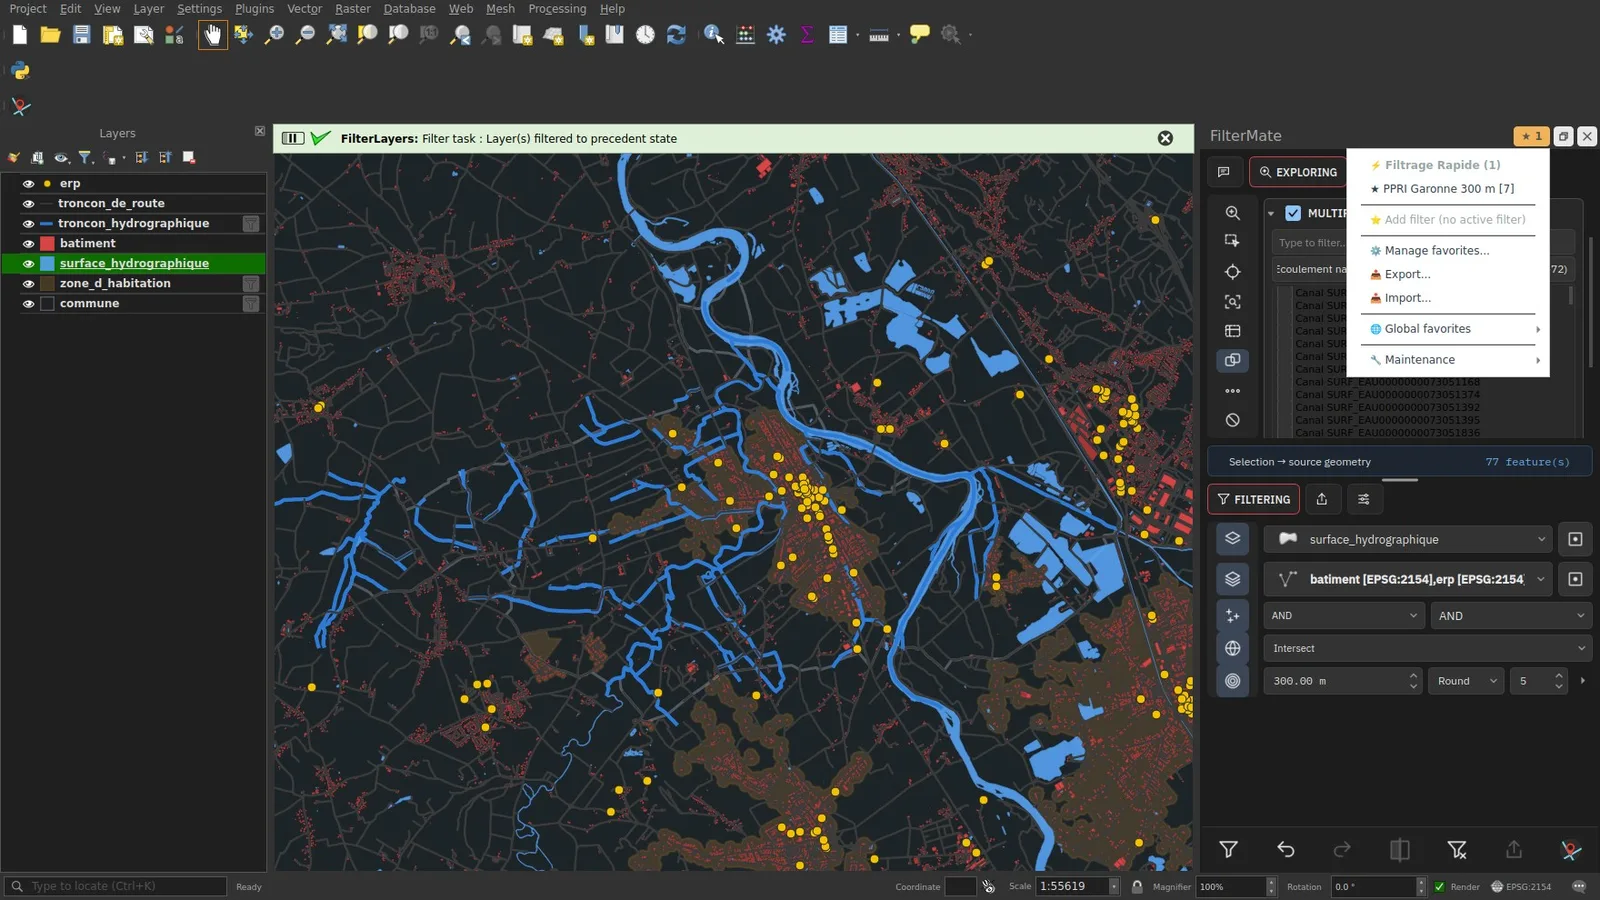 Project Edit View Layer Settings Plugins Vector Raster Database Web Mesh Processing Help
Layers
erp
troncon_de_route
troncon_hydrographique
batiment
surface_hydrographique
zone_d_habitation
commune
FilterLayers: Filter task : Layer(s) filtered to precedent state
FilterMate
★ 1
EXPLORING
Filtrage Rapide (1)
★ PPRI Garonne 300 m [7]
Add filter (no active filter)
Manage favorites...
Export...
Import...
Global favorites
Maintenance
Type to filter...
72)
Canal SURF_EAU0000000073051168
Canal SURF_EAU0000000073051374
Canal SURF_EAU0000000073051392
Canal SURF_EAU0000000073051395
Canal SURF_EAU0000000073051836
Selection → source geometry 77 feature(s)
FILTERING
surface_hydrographique
batiment [EPSG:2154],erp [EPSG:2154]
AND AND
Intersect
300.00 m Round 5
Type to locate (Ctrl+K) Ready Coordinate Scale 1:55619 Magnifier 100% Rotation 0.0 ° Render EPSG:2154